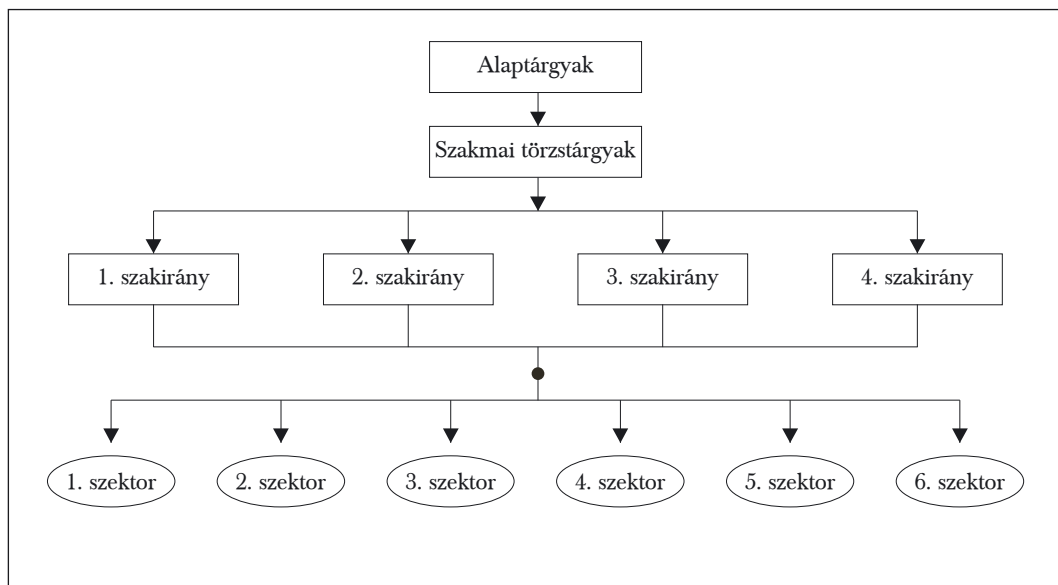 Alaptárgyak
Szakmai törzstárgyak
1. szakirány 2. szakirány 3. szakirány 4. szakirány
1. szektor 2. szektor 3. szektor 4. szektor 5. szektor 6. szektor